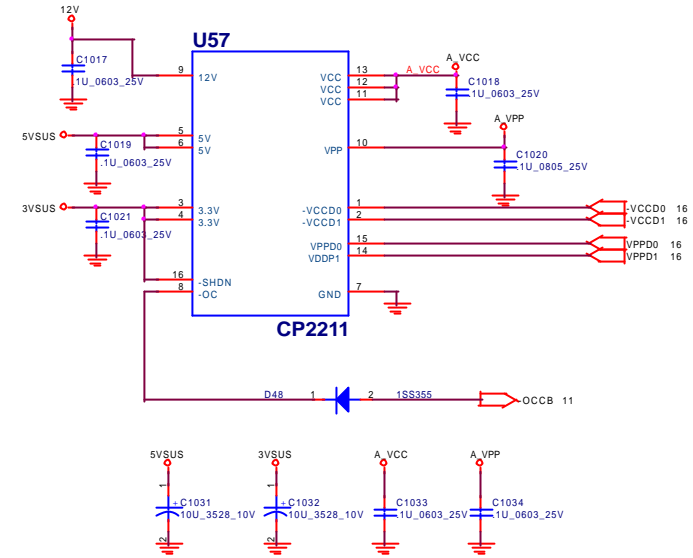 12V
C1017
.1U_0603_25V
U57
9 12V
VCC 13
VCC 12
VCC 11
A_VCC
A_VCC
C1018
.1U_0603_25V
5VSUS
C1019
.1U_0603_25V
5 5V
6 5V
VPP 10
A_VPP
C1020
.1U_0805_25V
3VSUS
C1021
.1U_0603_25V
3 3.3V
4 3.3V
-VCCD0 1
-VCCD1 2
-VCCD0 16
-VCCD1 16
VPPD0 15
VDDP1 14
VPPD0 16
VPPD1 16
16 -SHDN
8 -OC
GND 7
CP2211
D48 1 2 1SS355
-OCCB 11
5VSUS
1
+ C1031
10U_3528_10V
2
3VSUS
1
+ C1032
10U_3528_10V
2
A_VCC
C1033
.1U_0603_25V
A_VPP
C1034
.1U_0603_25V